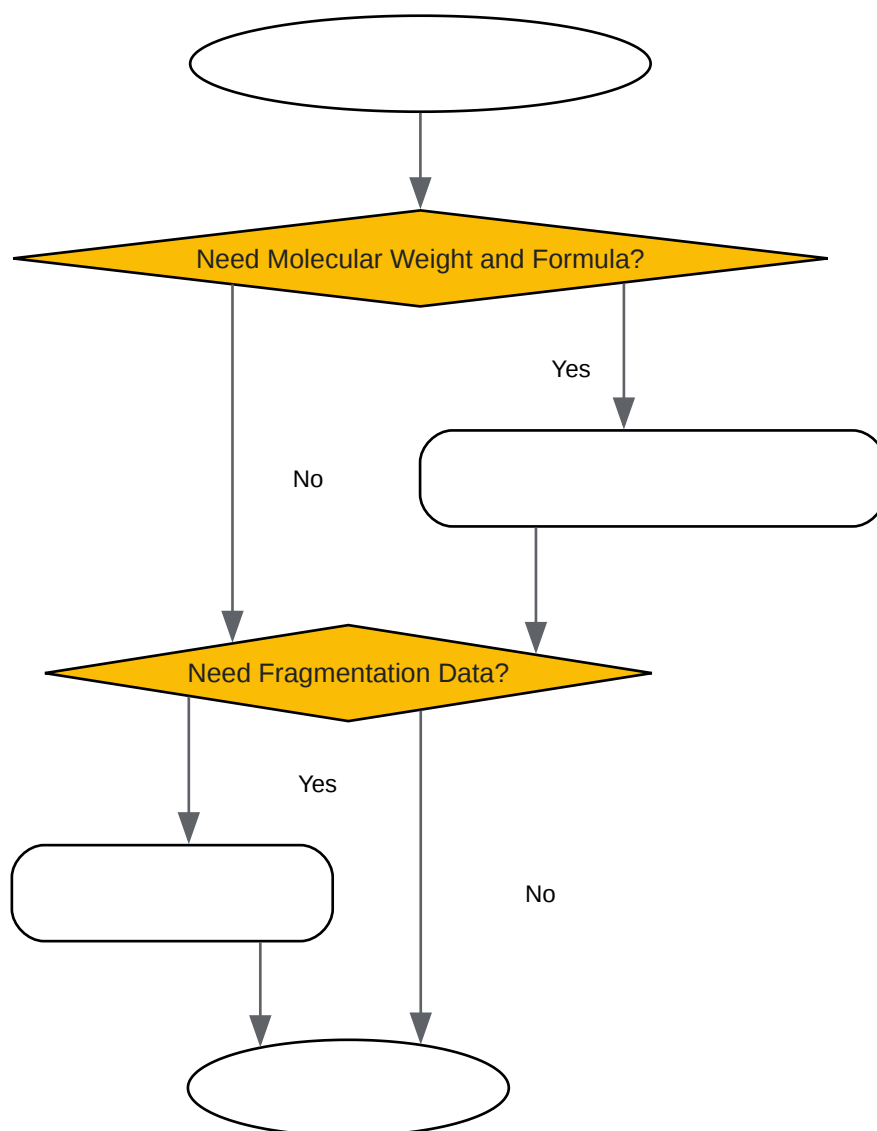 Need Molecular Weight and Formula?
Yes
No
Need Fragmentation Data?
Yes
No